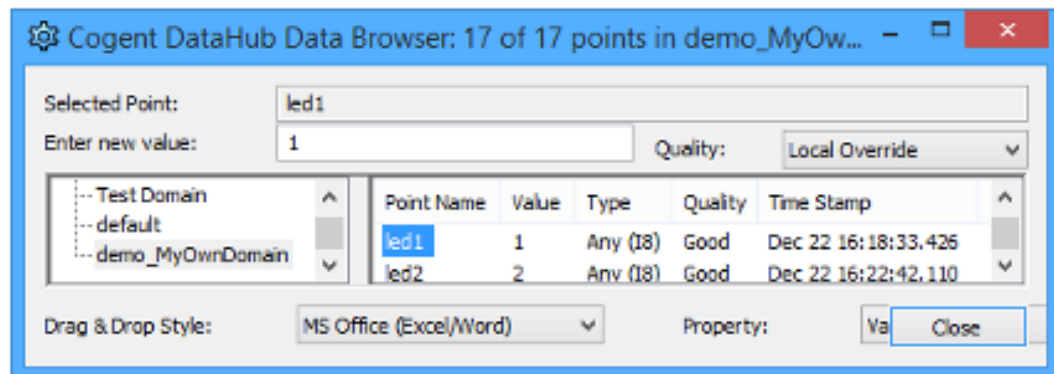 Cogent DataHub Data Browser: 17 of 17 points in demo_MyOw...
Selected Point: led1
Enter new value: 1 Quality: Local Override
Test Domain
default
demo_MyOwnDomain
Point Name Value Type Quality Time Stamp
led1 1 Any (I8) Good Dec 22 16:18:33.426
led2 2 Any (I8) Good Dec 22 16:22:42.110
Drag & Drop Style: MS Office (Excel/Word) Property: Va Close